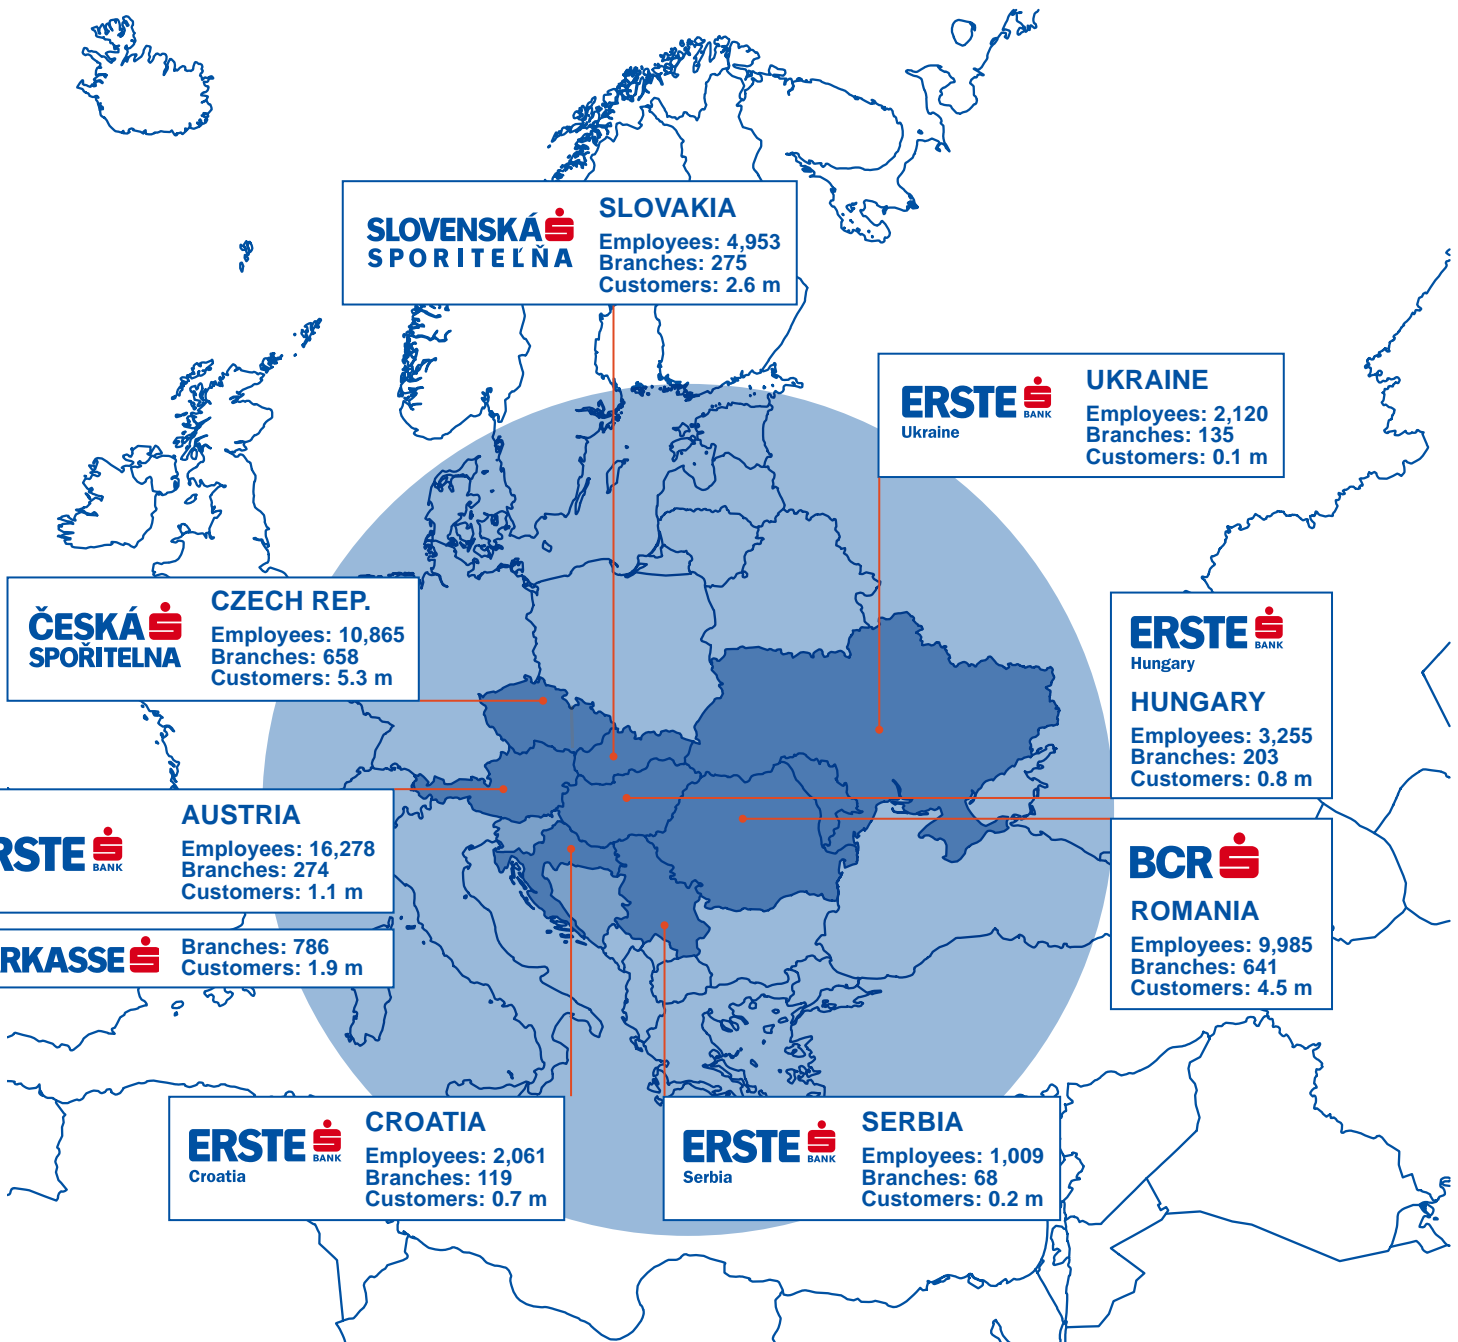 SLOVENSKÁ
SPORITEĽŇA
SLOVAKIA
Employees: 4,953
Branches: 275
Customers: 2.6 m
ERSTE
BANK
Ukraine
UKRAINE
Employees: 2,120
Branches: 135
Customers: 0.1 m
ČESKÁ
SPOŘITELNA
CZECH REP.
Employees: 10,865
Branches: 658
Customers: 5.3 m
ERSTE
BANK
Hungary
HUNGARY
Employees: 3,255
Branches: 203
Customers: 0.8 m
RSTE
BANK
AUSTRIA
Employees: 16,278
Branches: 274
Customers: 1.1 m
RKASSE
Branches: 786
Customers: 1.9 m
BCR
ROMANIA
Employees: 9,985
Branches: 641
Customers: 4.5 m
ERSTE
BANK
Croatia
CROATIA
Employees: 2,061
Branches: 119
Customers: 0.7 m
ERSTE
BANK
Serbia
SERBIA
Employees: 1,009
Branches: 68
Customers: 0.2 m